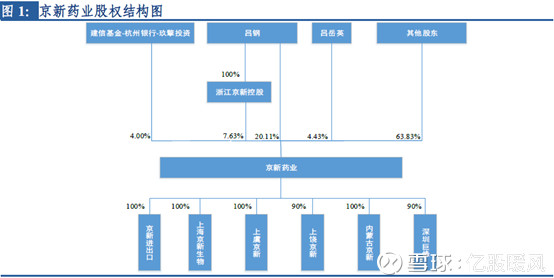 图 1： 京新药业股权结构图
建信基金-杭州银行-玖擎投资
吕钢
吕岳英
其他股东
100%
浙江京新控股
4.00%
7.63%
20.11%
4.43%
63.83%
京新药业
100%
100%
100%
90%
100%
90%
京新进出口
上海京新生物
上虞京新
上饶京新
内蒙古京新
深圳巨
雪球：亿股暖风